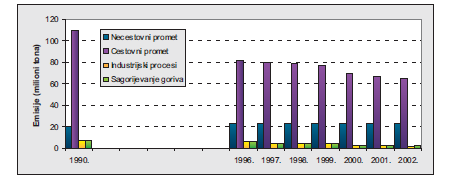 120
100
80
60
40
20
0
Emisije (milioni tona)
Necestovni promet
Cestovni promet
Industrijski procesi
Sagorijevanje goriva
1990. 1996. 1997. 1998. 1999. 2000. 2001. 2002.